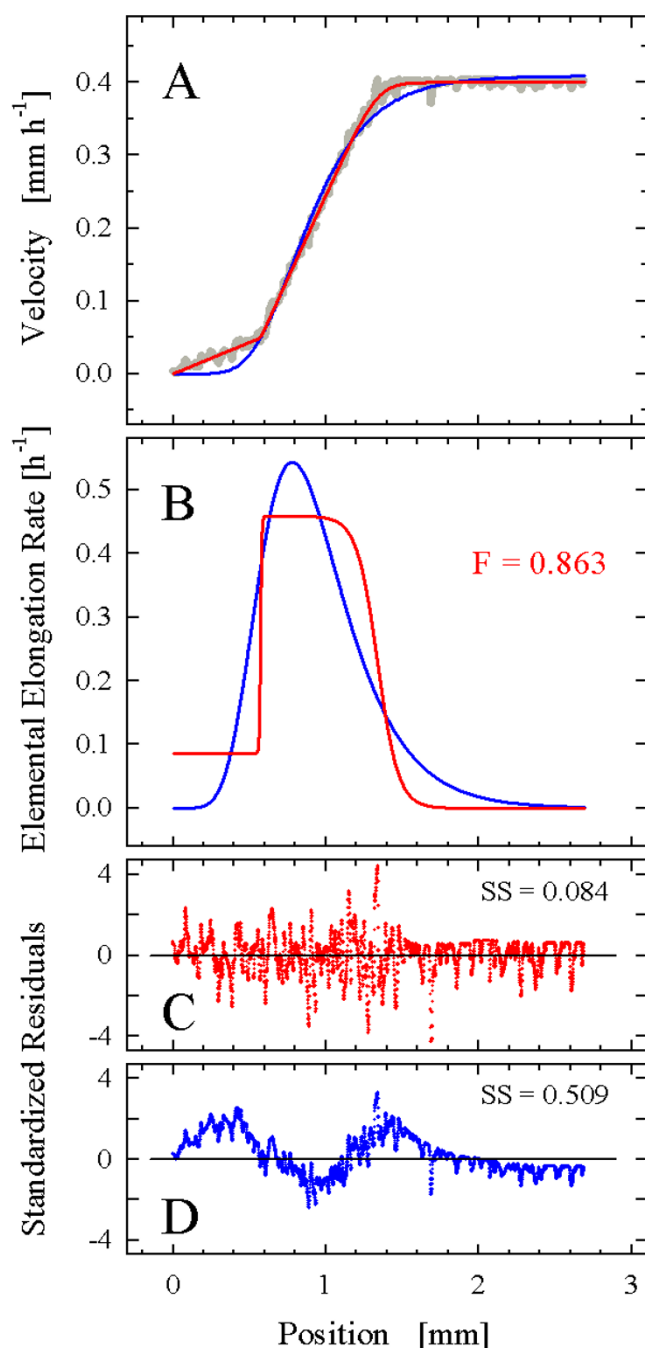 A
0.4
0.3
0.2
0.1
0.0
Velocity [mm h-1]
B
F = 0.863
0.5
0.4
0.3
0.2
0.1
0.0
Elemental Elongation Rate [h-1]
SS = 0.084
4
0
-4
C
SS = 0.509
4
0
-4
D
Standardized Residuals
0 1 2 3
Position [mm]